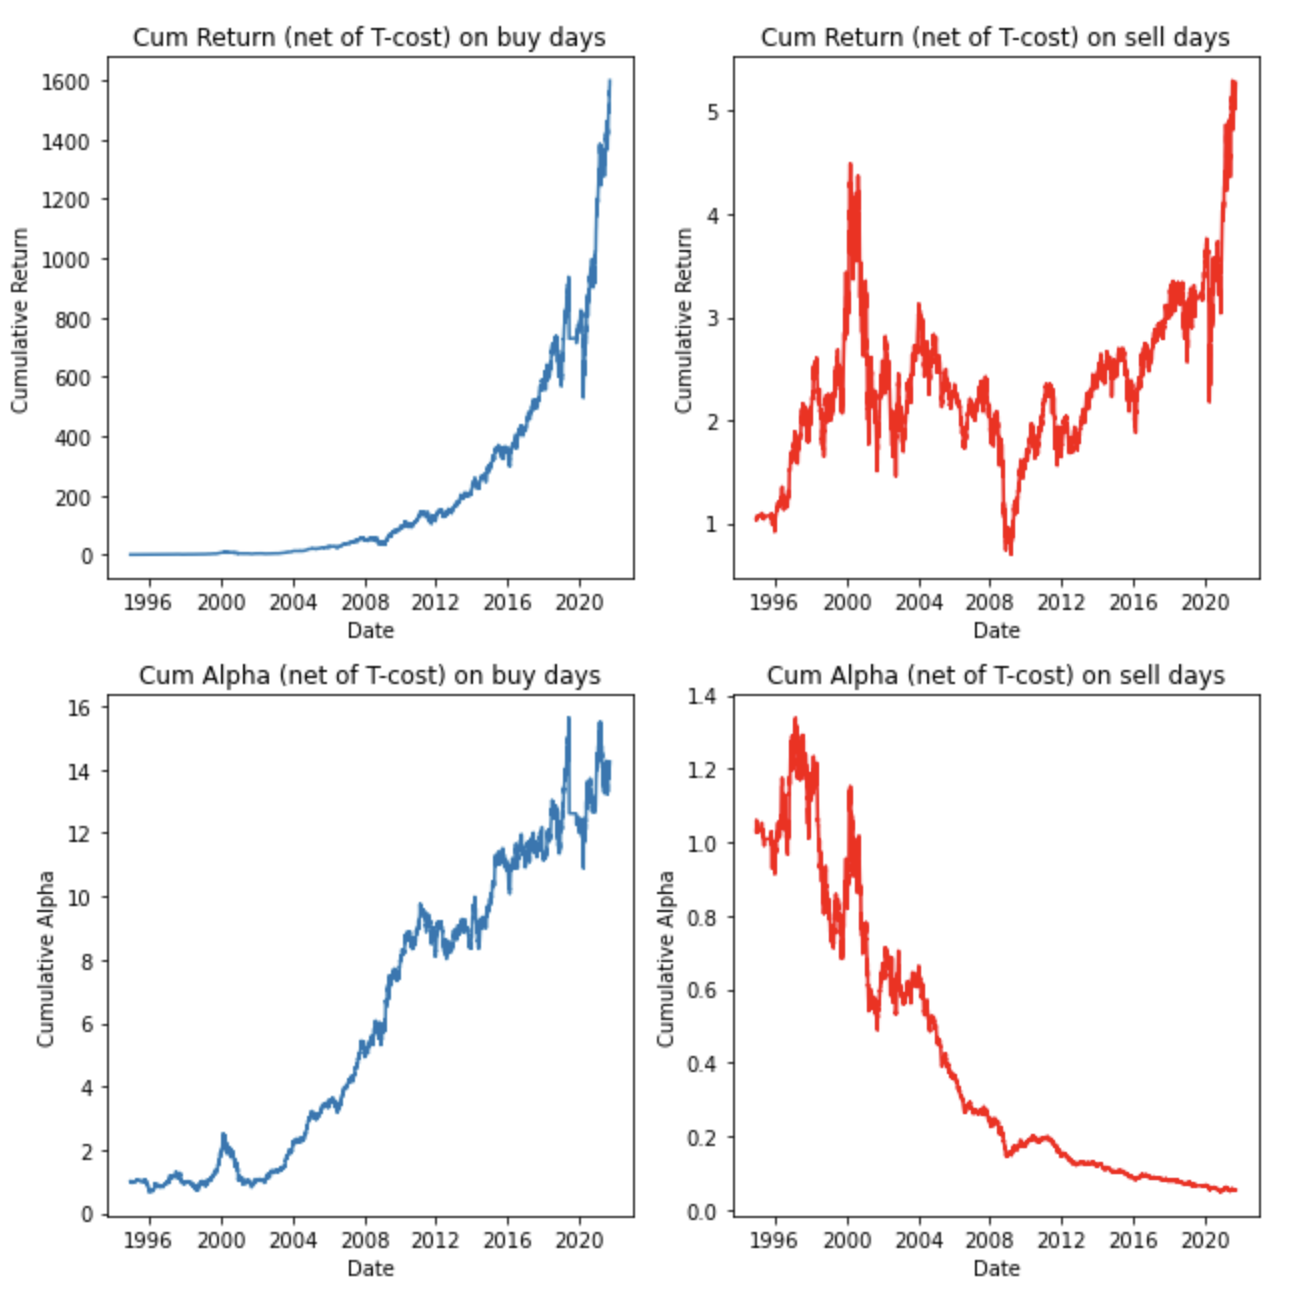 Cum Return (net of T-cost) on buy days
1600
1400
1200
1000
800
600
400
200
0
Cumulative Return
1996 2000 2004 2008 2012 2016 2020
Date
Cum Return (net of T-cost) on sell days
5
4
3
2
1
Cumulative Return
1996 2000 2004 2008 2012 2016 2020
Date
Cum Alpha (net of T-cost) on buy days
16
14
12
10
8
6
4
2
0
Cumulative Alpha
1996 2000 2004 2008 2012 2016 2020
Date
Cum Alpha (net of T-cost) on sell days
1.4
1.2
1.0
0.8
0.6
0.4
0.2
0.0
Cumulative Alpha
1996 2000 2004 2008 2012 2016 2020
Date